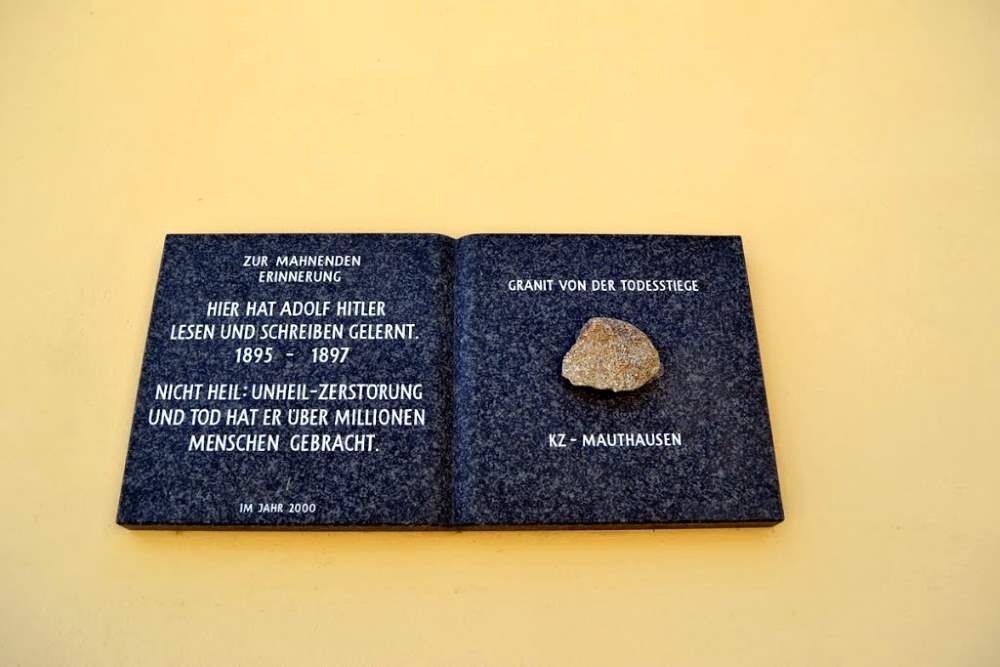 ZUR MAHNENDEN
ERINNERUNG
HIER HAT ADOLF HITLER
LESEN UND SCHREIBEN GELERNT.
1895 - 1897
NICHT HEIL: UNHEIL-ZERSTÖRUNG
UND TOD HAT ER ÜBER MILLIONEN
MENSCHEN GEBRACHT.
IM JAHR 2000
GRANIT VON DER TODESSTIEGE
KZ - MAUTHAUSEN